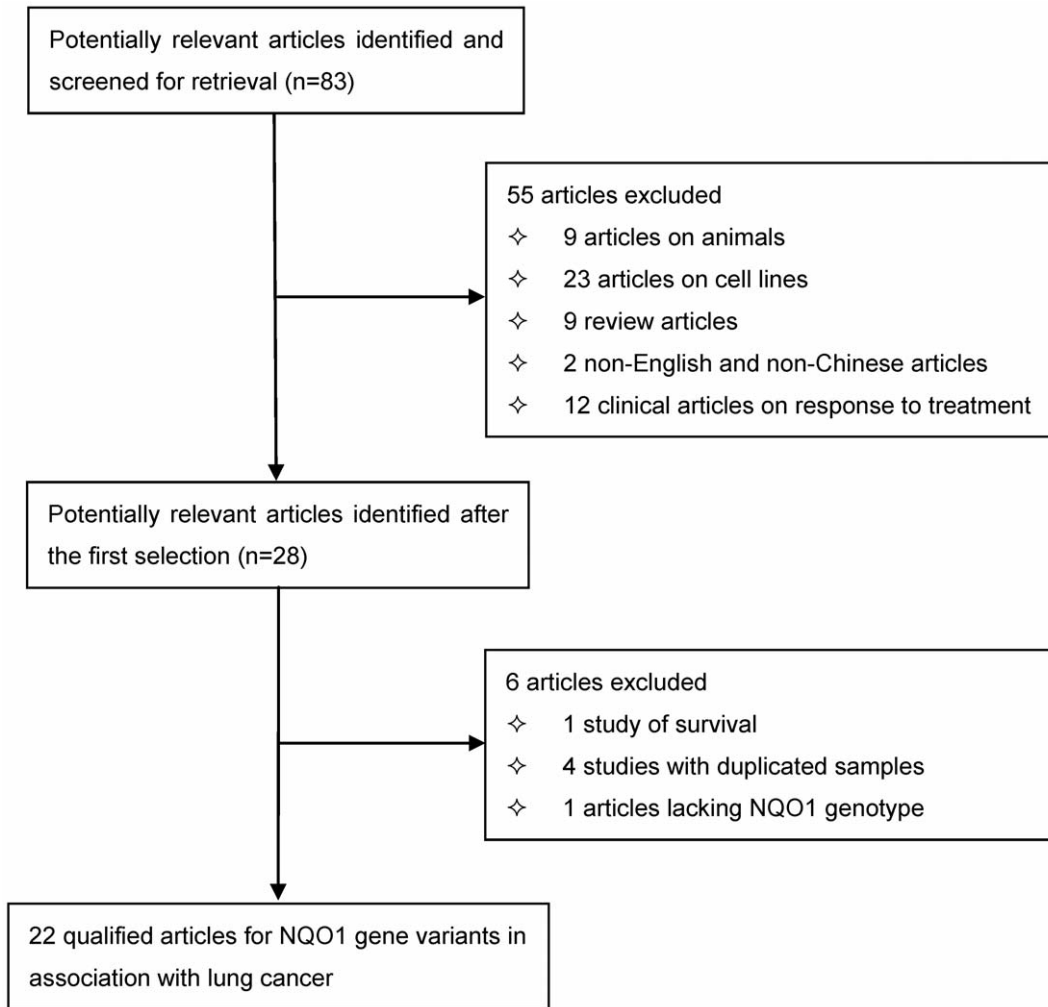 Potentially relevant articles identified and
screened for retrieval (n=83)
55 articles excluded
✧ 9 articles on animals
✧ 23 articles on cell lines
✧ 9 review articles
✧ 2 non-English and non-Chinese articles
✧ 12 clinical articles on response to treatment
Potentially relevant articles identified after
the first selection (n=28)
6 articles excluded
✧ 1 study of survival
✧ 4 studies with duplicated samples
✧ 1 articles lacking NQO1 genotype
22 qualified articles for NQO1 gene variants in
association with lung cancer